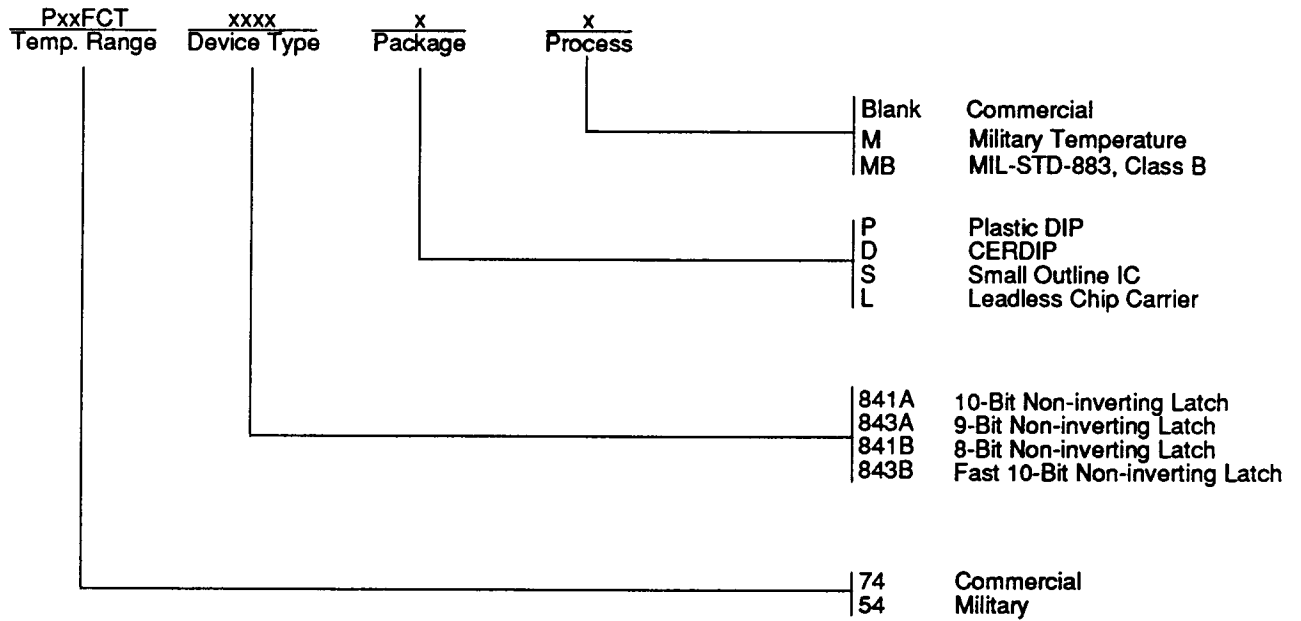 PxxFCT xxxx x x
Temp. Range Device Type Package Process
Blank Commercial
M Military Temperature
MB MIL-STD-883, Class B
P Plastic DIP
D CERDIP
S Small Outline IC
L Leadless Chip Carrier
841A 10-Bit Non-inverting Latch
843A 9-Bit Non-inverting Latch
841B 8-Bit Non-inverting Latch
843B Fast 10-Bit Non-inverting Latch
74 Commercial
54 Military